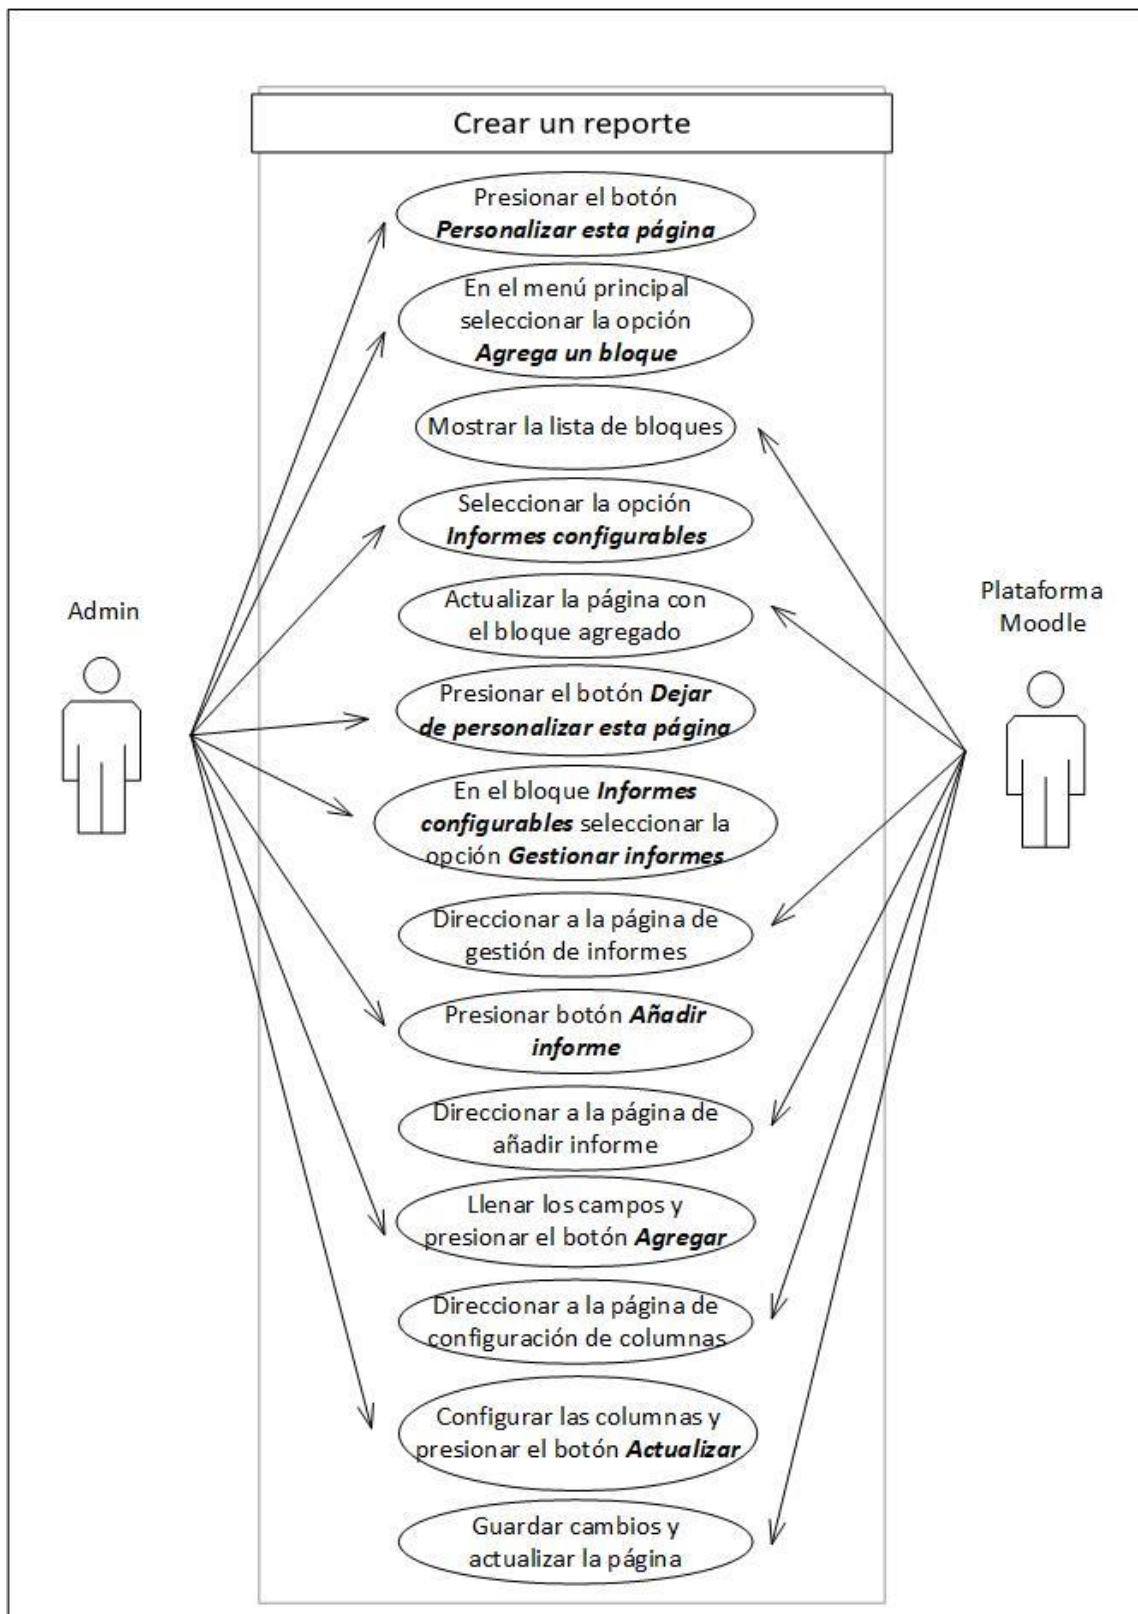 Crear un reporte
Presionar el botón
Personalizar esta página
En el menú principal
seleccionar la opción
Agrega un bloque
Mostrar la lista de bloques
Seleccionar la opción
Informes configurables
Actualizar la página con
el bloque agregado
Admin
Plataforma
Moodle
Presionar el botón Dejar
de personalizar esta página
En el bloque Informes
configurables seleccionar la
opción Gestionar informes
Direccionar a la página de
gestión de informes
Presionar botón Añadir
informe
Direccionar a la página de
añadir informe
Llenar los campos y
presionar el botón Agregar
Direccionar a la página de
configuración de columnas
Configurar las columnas y
presionar el botón Actualizar
Guardar cambios y
actualizar la página